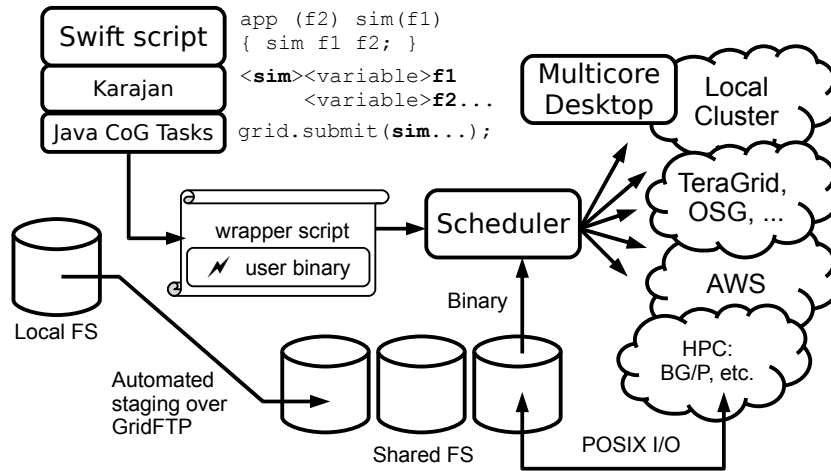 Swift script
app (f2) sim(f1)
{ sim f1 f2; }
Karajan
<sim><variable>f1
<variable>f2...
Java CoG Tasks
grid.submit(sim...);
Multicore
Desktop
Local
Cluster
TeraGrid,
OSG, ...
AWS
HPC:
BG/P, etc.
wrapper script
user binary
Scheduler
Binary
Local FS
Automated
staging over
GridFTP
Shared FS
POSIX I/O